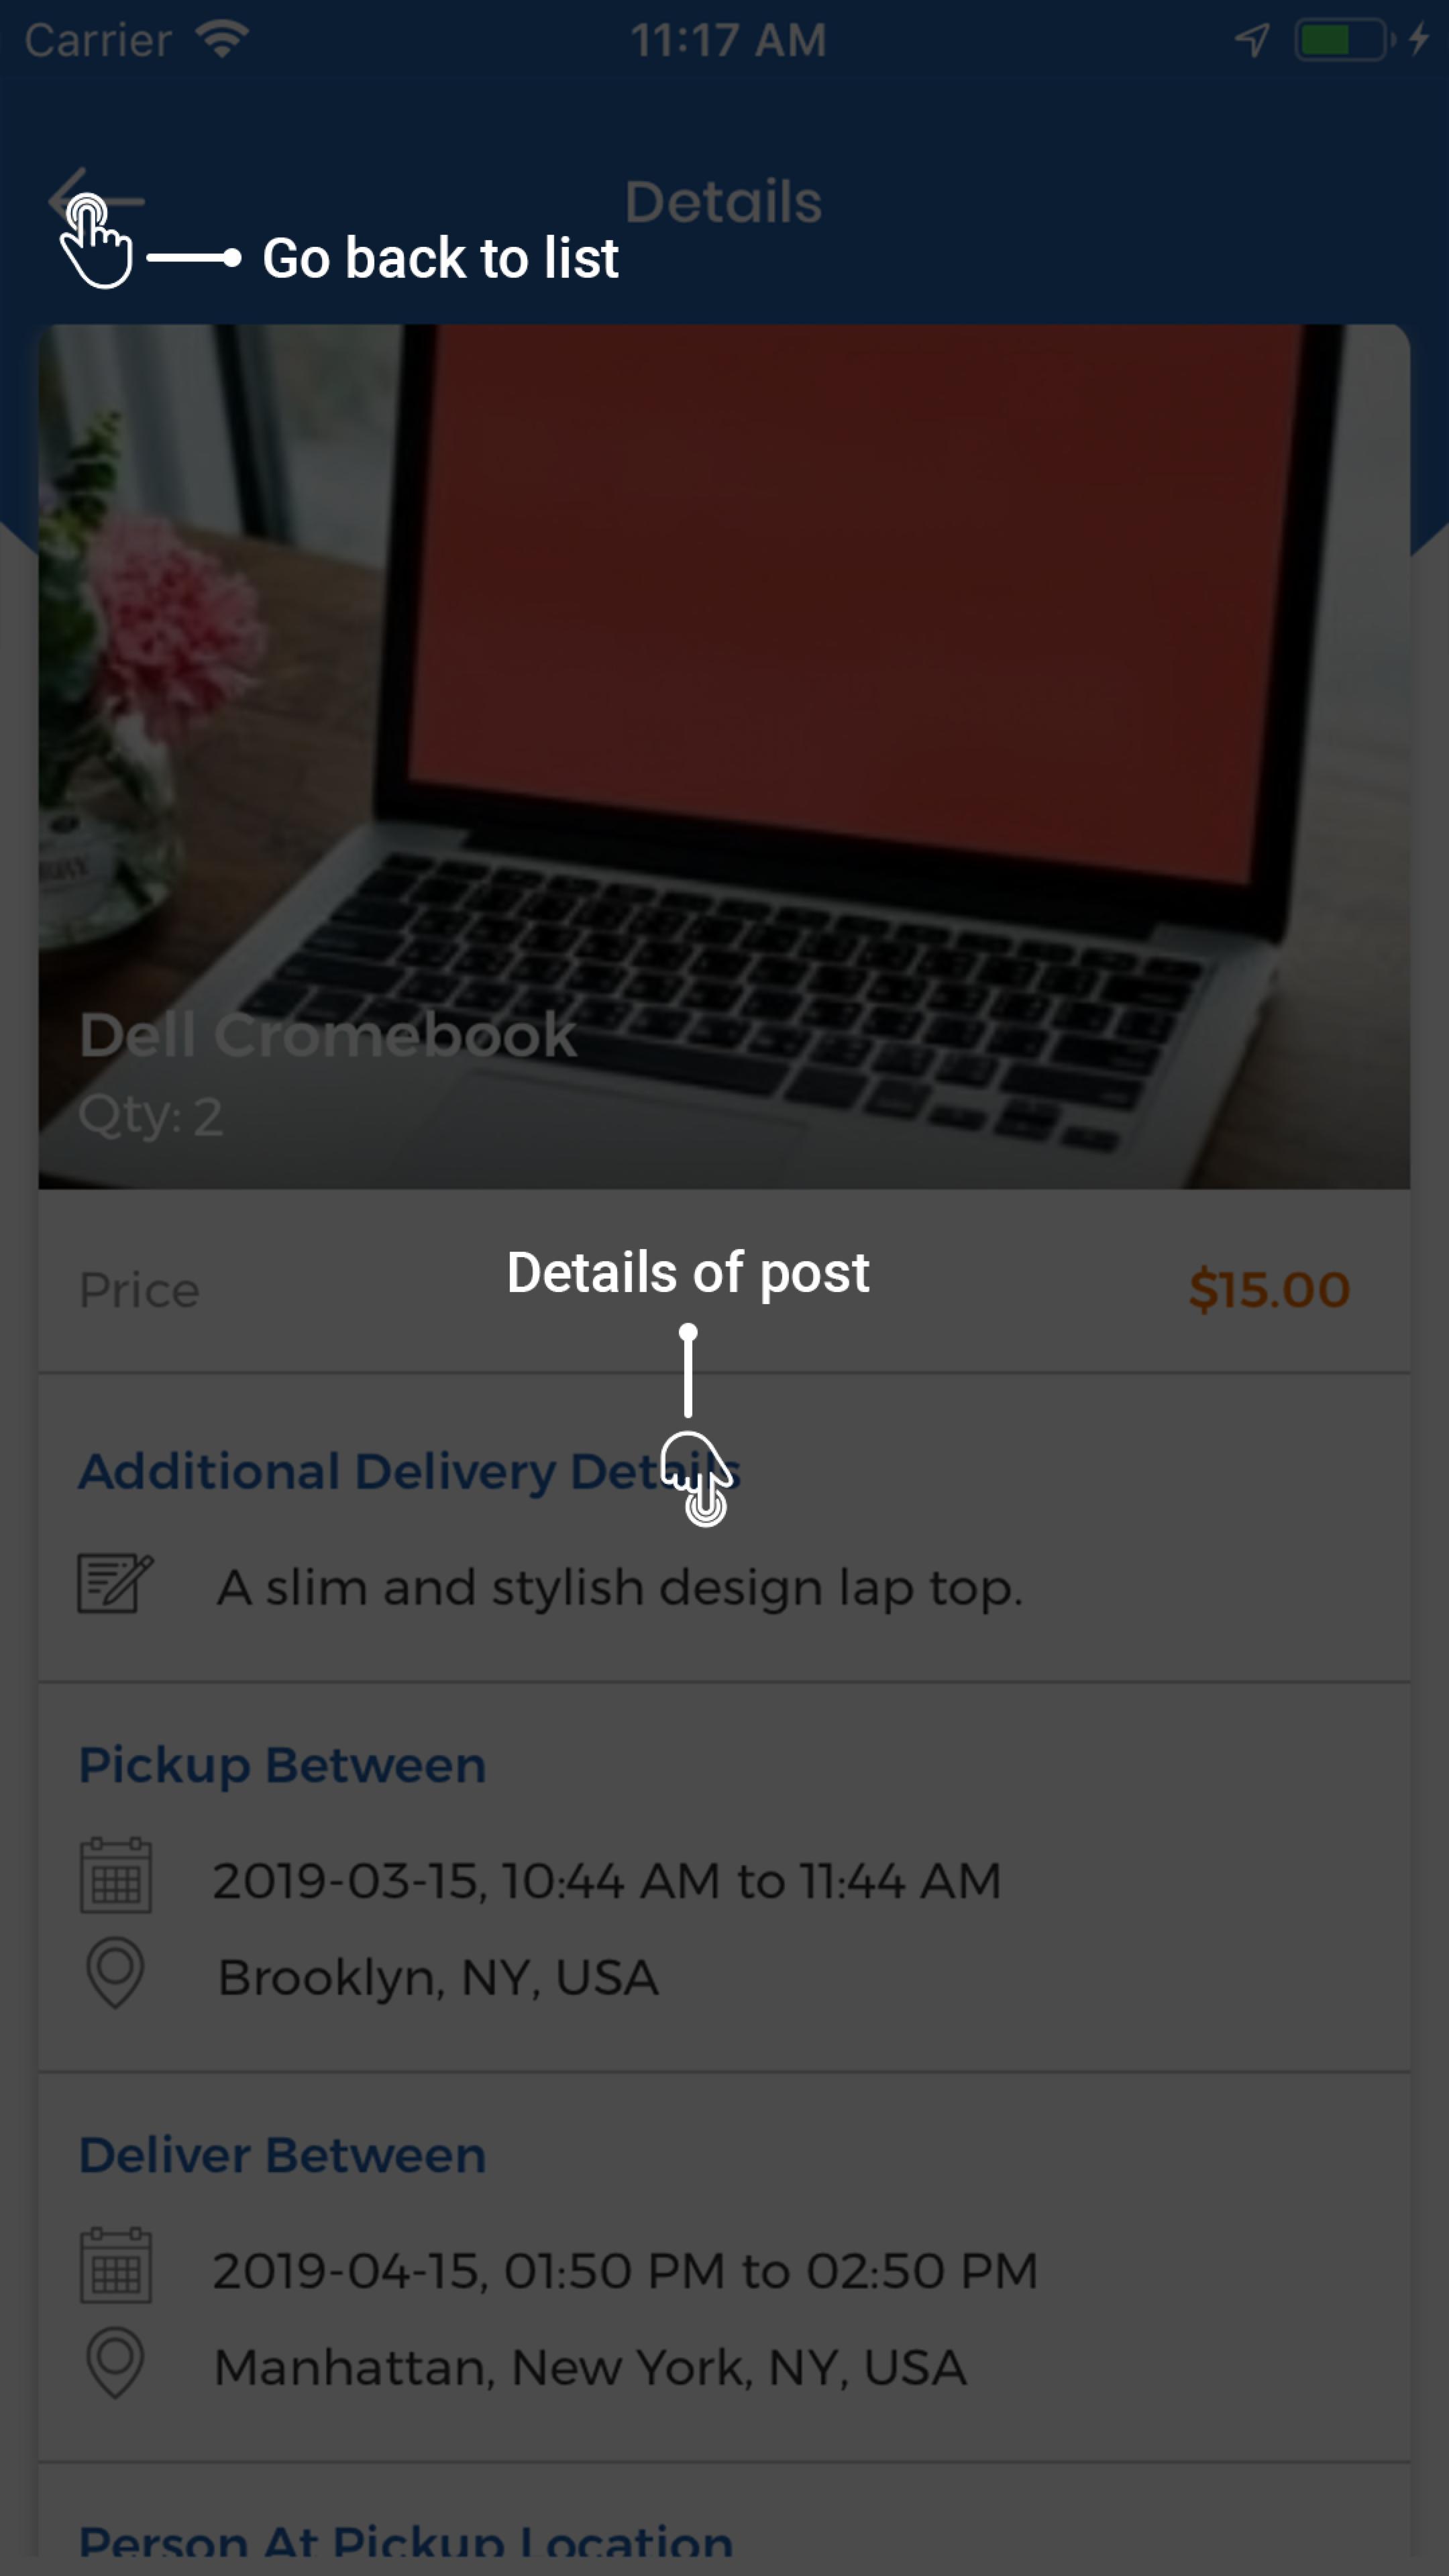 Carrier 11:17 AM
Details
Go back to list
Dell Cromebook
Qty: 2
Details of post
Price $15.00
Additional Delivery Details
A slim and stylish design lap top.
Pickup Between
2019-03-15, 10:44 AM to 11:44 AM
Brooklyn, NY, USA
Deliver Between
2019-04-15, 01:50 PM to 02:50 PM
Manhattan, New York, NY, USA
Person At Pickup Location